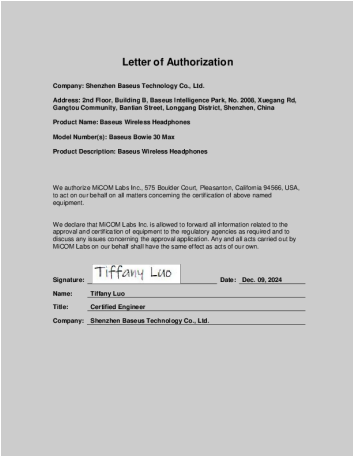 Letter of Authorization
Company: Shenzhen Baseus Technology Co., Ltd.
Address: 2nd Floor, Building B, Baseus Intelligence Park, No. 2008, Xuegang Rd,
Gangtou Community, Bantian Street, Longgang District, Shenzhen, China
Product Name: Baseus Wireless Headphones
Model Number(s): Baseus Bowie 30 Max
Product Description: Baseus Wireless Headphones
We authorize MiCOM Labs Inc., 575 Boulder Court, Pleasanton, California 94566, USA,
to act on our behalf on all matters concerning the certification of above named
equipment.
We declare that MiCOM Labs Inc. is allowed to forward all information related to the
approval and certification of equipment to the regulatory agencies as required and to
discuss any issues concerning the approval application. Any and all acts carried out by
MiCOM Labs on our behalf shall have the same effect as acts of our own.
Signature: Tiffany Luo Date: Dec. 09, 2024
Name: Tiffany Luo
Title: Certified Engineer
Company: Shenzhen Baseus Technology Co., Ltd.